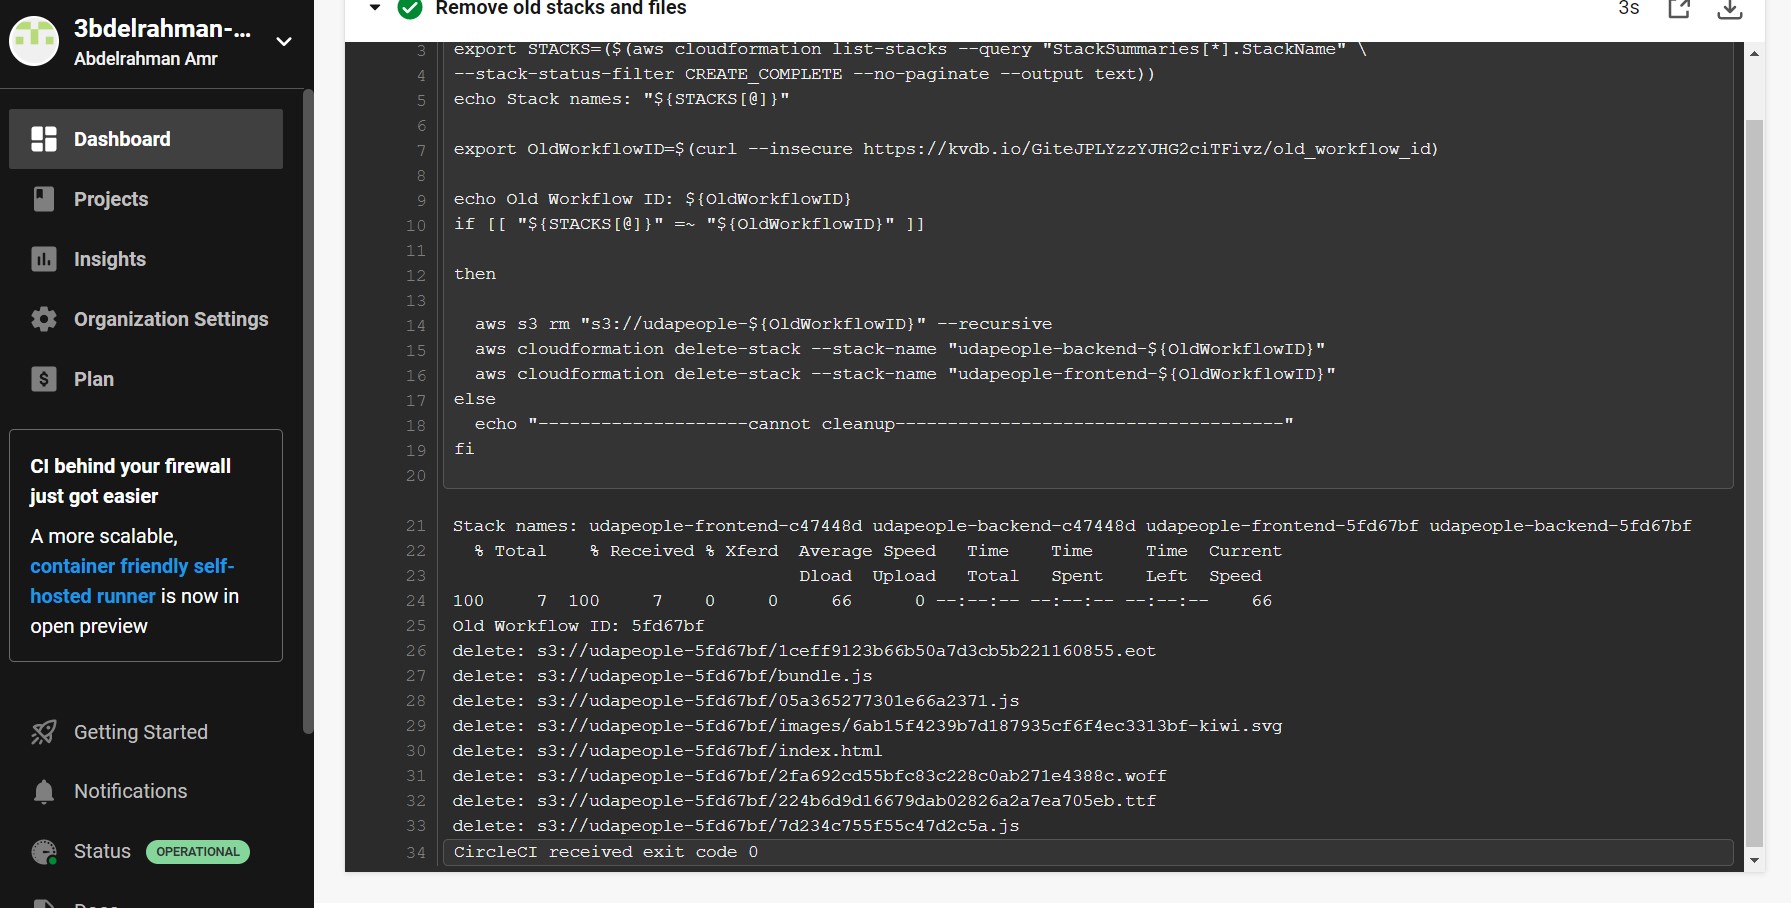 3bdelrahman-...
Abdelrahman Amr
Dashboard
Projects
Insights
Organization Settings
Plan
CI behind your firewall
just got easier
A more scalable,
container friendly self-
hosted runner is now in
open preview
Getting Started
Notifications
Status OPERATIONAL
Docs
Remove old stacks and files 3s
3 export STACKS=($(aws cloudformation list-stacks --query "StackSummaries[*].StackName" \
4 --stack-status-filter CREATE_COMPLETE --no-paginate --output text))
5 echo Stack names: "${STACKS[@]}"
6
7 export OldWorkflowID=$(curl --insecure https://kvdb.io/GiteJPLYzzYJHG2ciTFivz/old_workflow_id)
8
9 echo Old Workflow ID: ${OldWorkflowID}
10 if [[ "${STACKS[@]}" =~ "${OldWorkflowID}" ]]
11
12 then
13
14 aws s3 rm "s3://udapeople-${OldWorkflowID}" --recursive
15 aws cloudformation delete-stack --stack-name "udapeople-backend-${OldWorkflowID}"
16 aws cloudformation delete-stack --stack-name "udapeople-frontend-${OldWorkflowID}"
17 else
18 echo "--------------------cannot cleanup-------------------------------------"
19 fi
20
21 Stack names: udapeople-frontend-c47448d udapeople-backend-c47448d udapeople-frontend-5fd67bf udapeople-backend-5fd67bf
22 % Total % Received % Xferd Average Speed Time Time Time Current
23 Dload Upload Total Spent Left Speed
24 100 7 100 7 0 0 66 0 --:--:-- --:--:-- --:--:-- 66
25 Old Workflow ID: 5fd67bf
26 delete: s3://udapeople-5fd67bf/1ceff9123b66b50a7d3cb5b221160855.eot
27 delete: s3://udapeople-5fd67bf/bundle.js
28 delete: s3://udapeople-5fd67bf/05a365277301e66a2371.js
29 delete: s3://udapeople-5fd67bf/images/6ab15f4239b7d187935cf6f4ec3313bf-kiwi.svg
30 delete: s3://udapeople-5fd67bf/index.html
31 delete: s3://udapeople-5fd67bf/2fa692cd55bfc83c228c0ab271e4388c.woff
32 delete: s3://udapeople-5fd67bf/224b6d9d16679dab02826a2a7ea705eb.ttf
33 delete: s3://udapeople-5fd67bf/7d234c755f55c47d2c5a.js
34 CircleCI received exit code 0